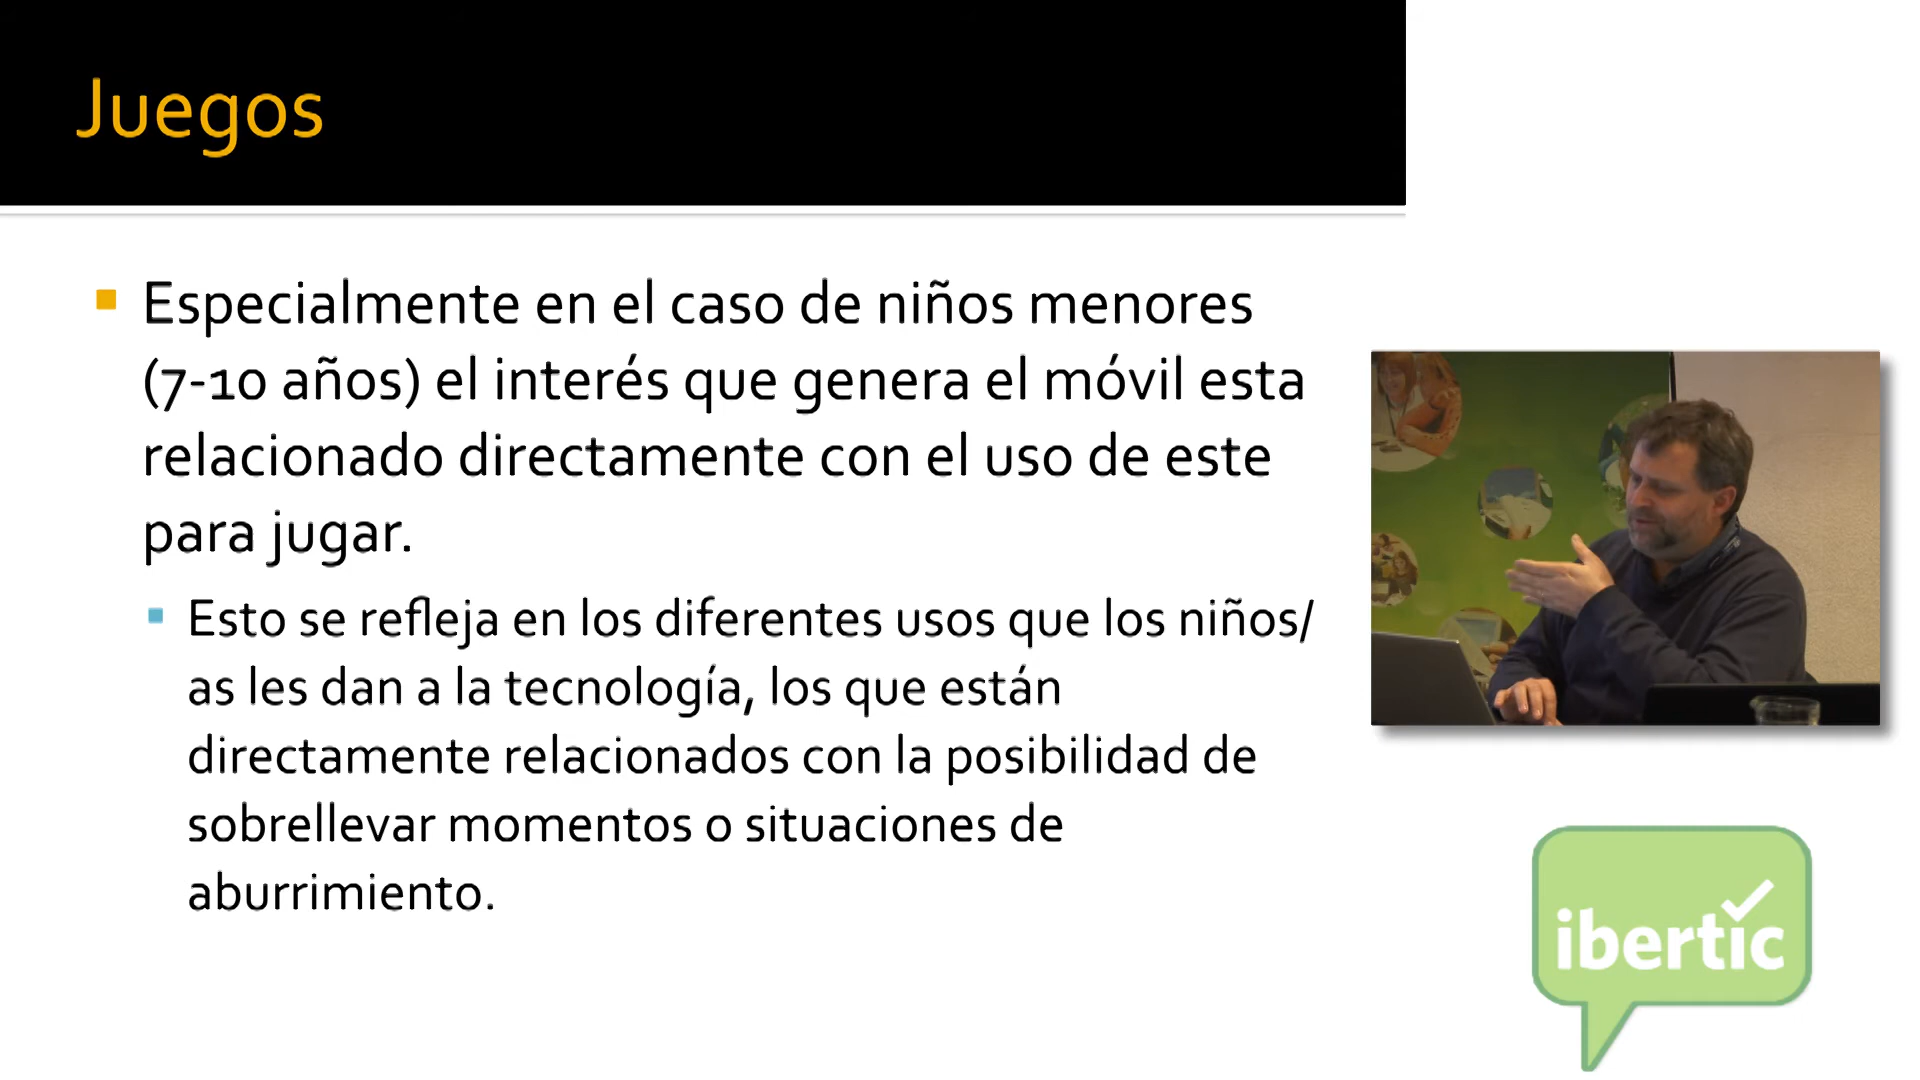 Juegos
Especialmente en el caso de niños menores
(7-10 años) el interés que genera el móvil esta
relacionado directamente con el uso de este
para jugar.
Esto se refleja en los diferentes usos que los niños/
as les dan a la tecnología, los que están
directamente relacionados con la posibilidad de
sobrellevar momentos o situaciones de
aburrimiento.
ibertic